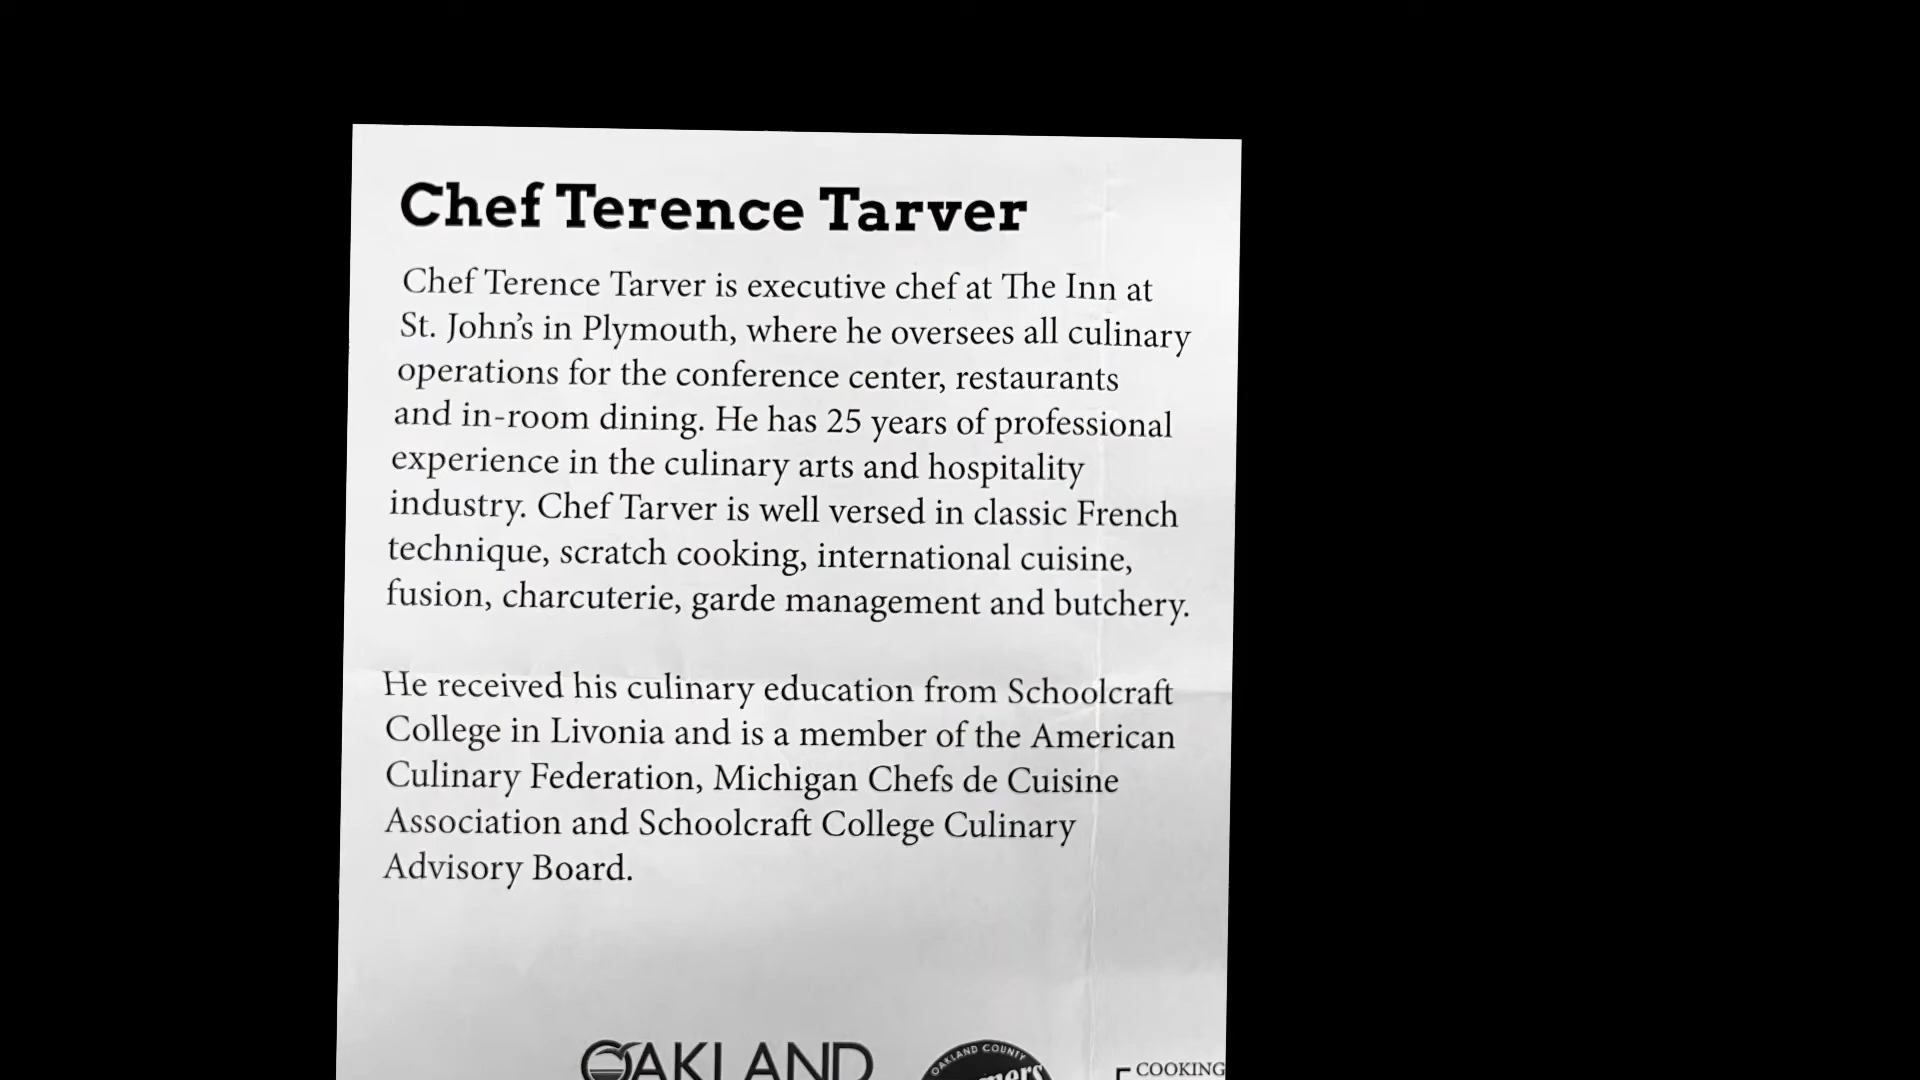 Chef Terence Tarver
Chef Terence Tarver is executive chef at The Inn at
St. John's in Plymouth, where he oversees all culinary
operations for the conference center, restaurants
and in-room dining. He has 25 years of professional
experience in the culinary arts and hospitality
industry. Chef Tarver is well versed in classic French
technique, scratch cooking, international cuisine,
fusion, charcuterie, garde management and butchery.
He received his culinary education from Schoolcraft
College in Livonia and is a member of the American
Culinary Federation, Michigan Chefs de Cuisine
Association and Schoolcraft College Culinary
Advisory Board.
OAKLAND
OAKLAND COUNTY
COOKING